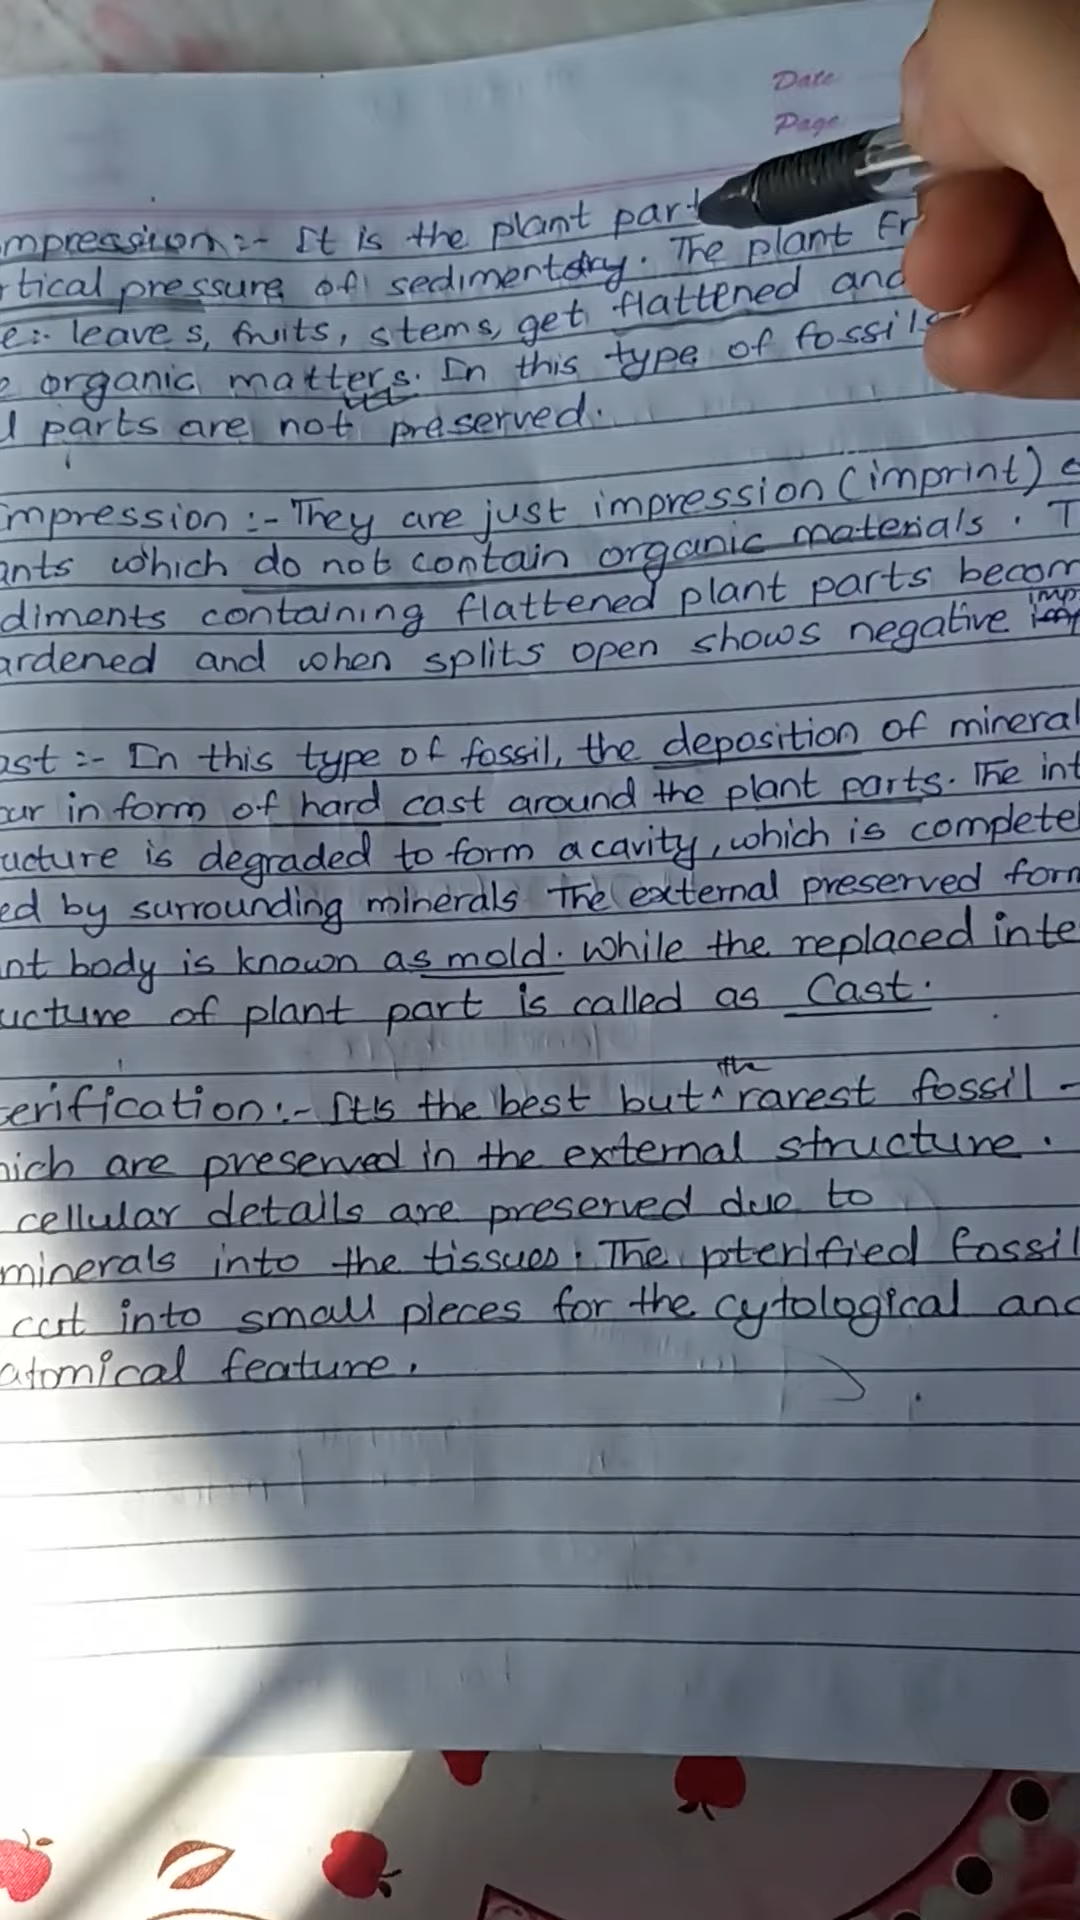 Date
Page
mpression :- It is the plant part
rtical pressure of sedimentary. The plant Fr
e:- leaves, fruits, stems, get flattened and
organic matters. In this type of fossils
parts are not preserved.
mpression :- They are just impression (imprint)
ants which do not contain organic materials. T
diments containing flattened plant parts becom
ardened and when splits open shows negative imp
ast :- In this type of fossil, the deposition of mineral
ur in form of hard cast around the plant parts. The int
ucture is degraded to form a cavity, which is complete
ed by surrounding minerals The external preserved form
nt body is known as mold. While the replaced inte
ucture of plant part is called as Cast.
erification :- It is the best but the rarest fossil -
hich are preserved in the external structure.
cellular details are preserved due to
minerals into the tissues. The pterified fossil
cut into small pieces for the cytological and
atomical feature.